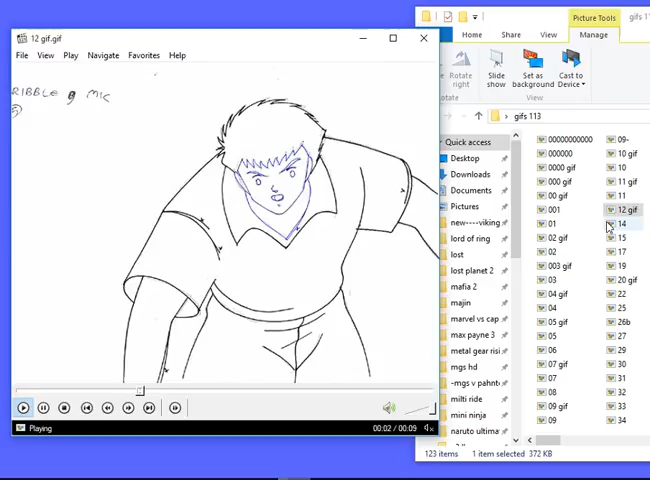 12 gif.gif
File View Play Navigate Favorites Help
RIBBLE g MIC
Playing
00:02 / 00:09
Picture Tools
gifs 11
Home Share View Manage
Rotate right
Slide show
Set as background
Cast to Device
gifs 113
Quick access
Desktop
Downloads
Documents
Pictures
new----viking
lord of ring
lost
lost planet 2
mafia 2
majin
marvel vs cap
max payne 3
metal gear risi
mgs hd
-mgs v pahnt
milti ride
mini ninja
naruto ultima
00000000000
000000
0000 gif
000 gif
00 gif
001
01
02 gif
02
003 gif
03
04 gif
04
05 gif
05
06
07 gif
07
08
09 gif
09
09-
10 gif
10
11 gif
11
12 gif
14
15
17
19
20 gif
22
25
26b
27
29
30
31
32
33
34
123 items 1 item selected 372 KB